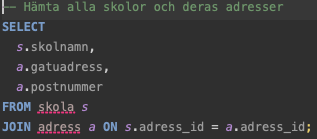 -- Hämta alla skolor och deras adresser
SELECT
s.skolnamn,
a.gatuadress,
a.postnummer
FROM skola s
JOIN adress a ON s.adress_id = a.adress_id;